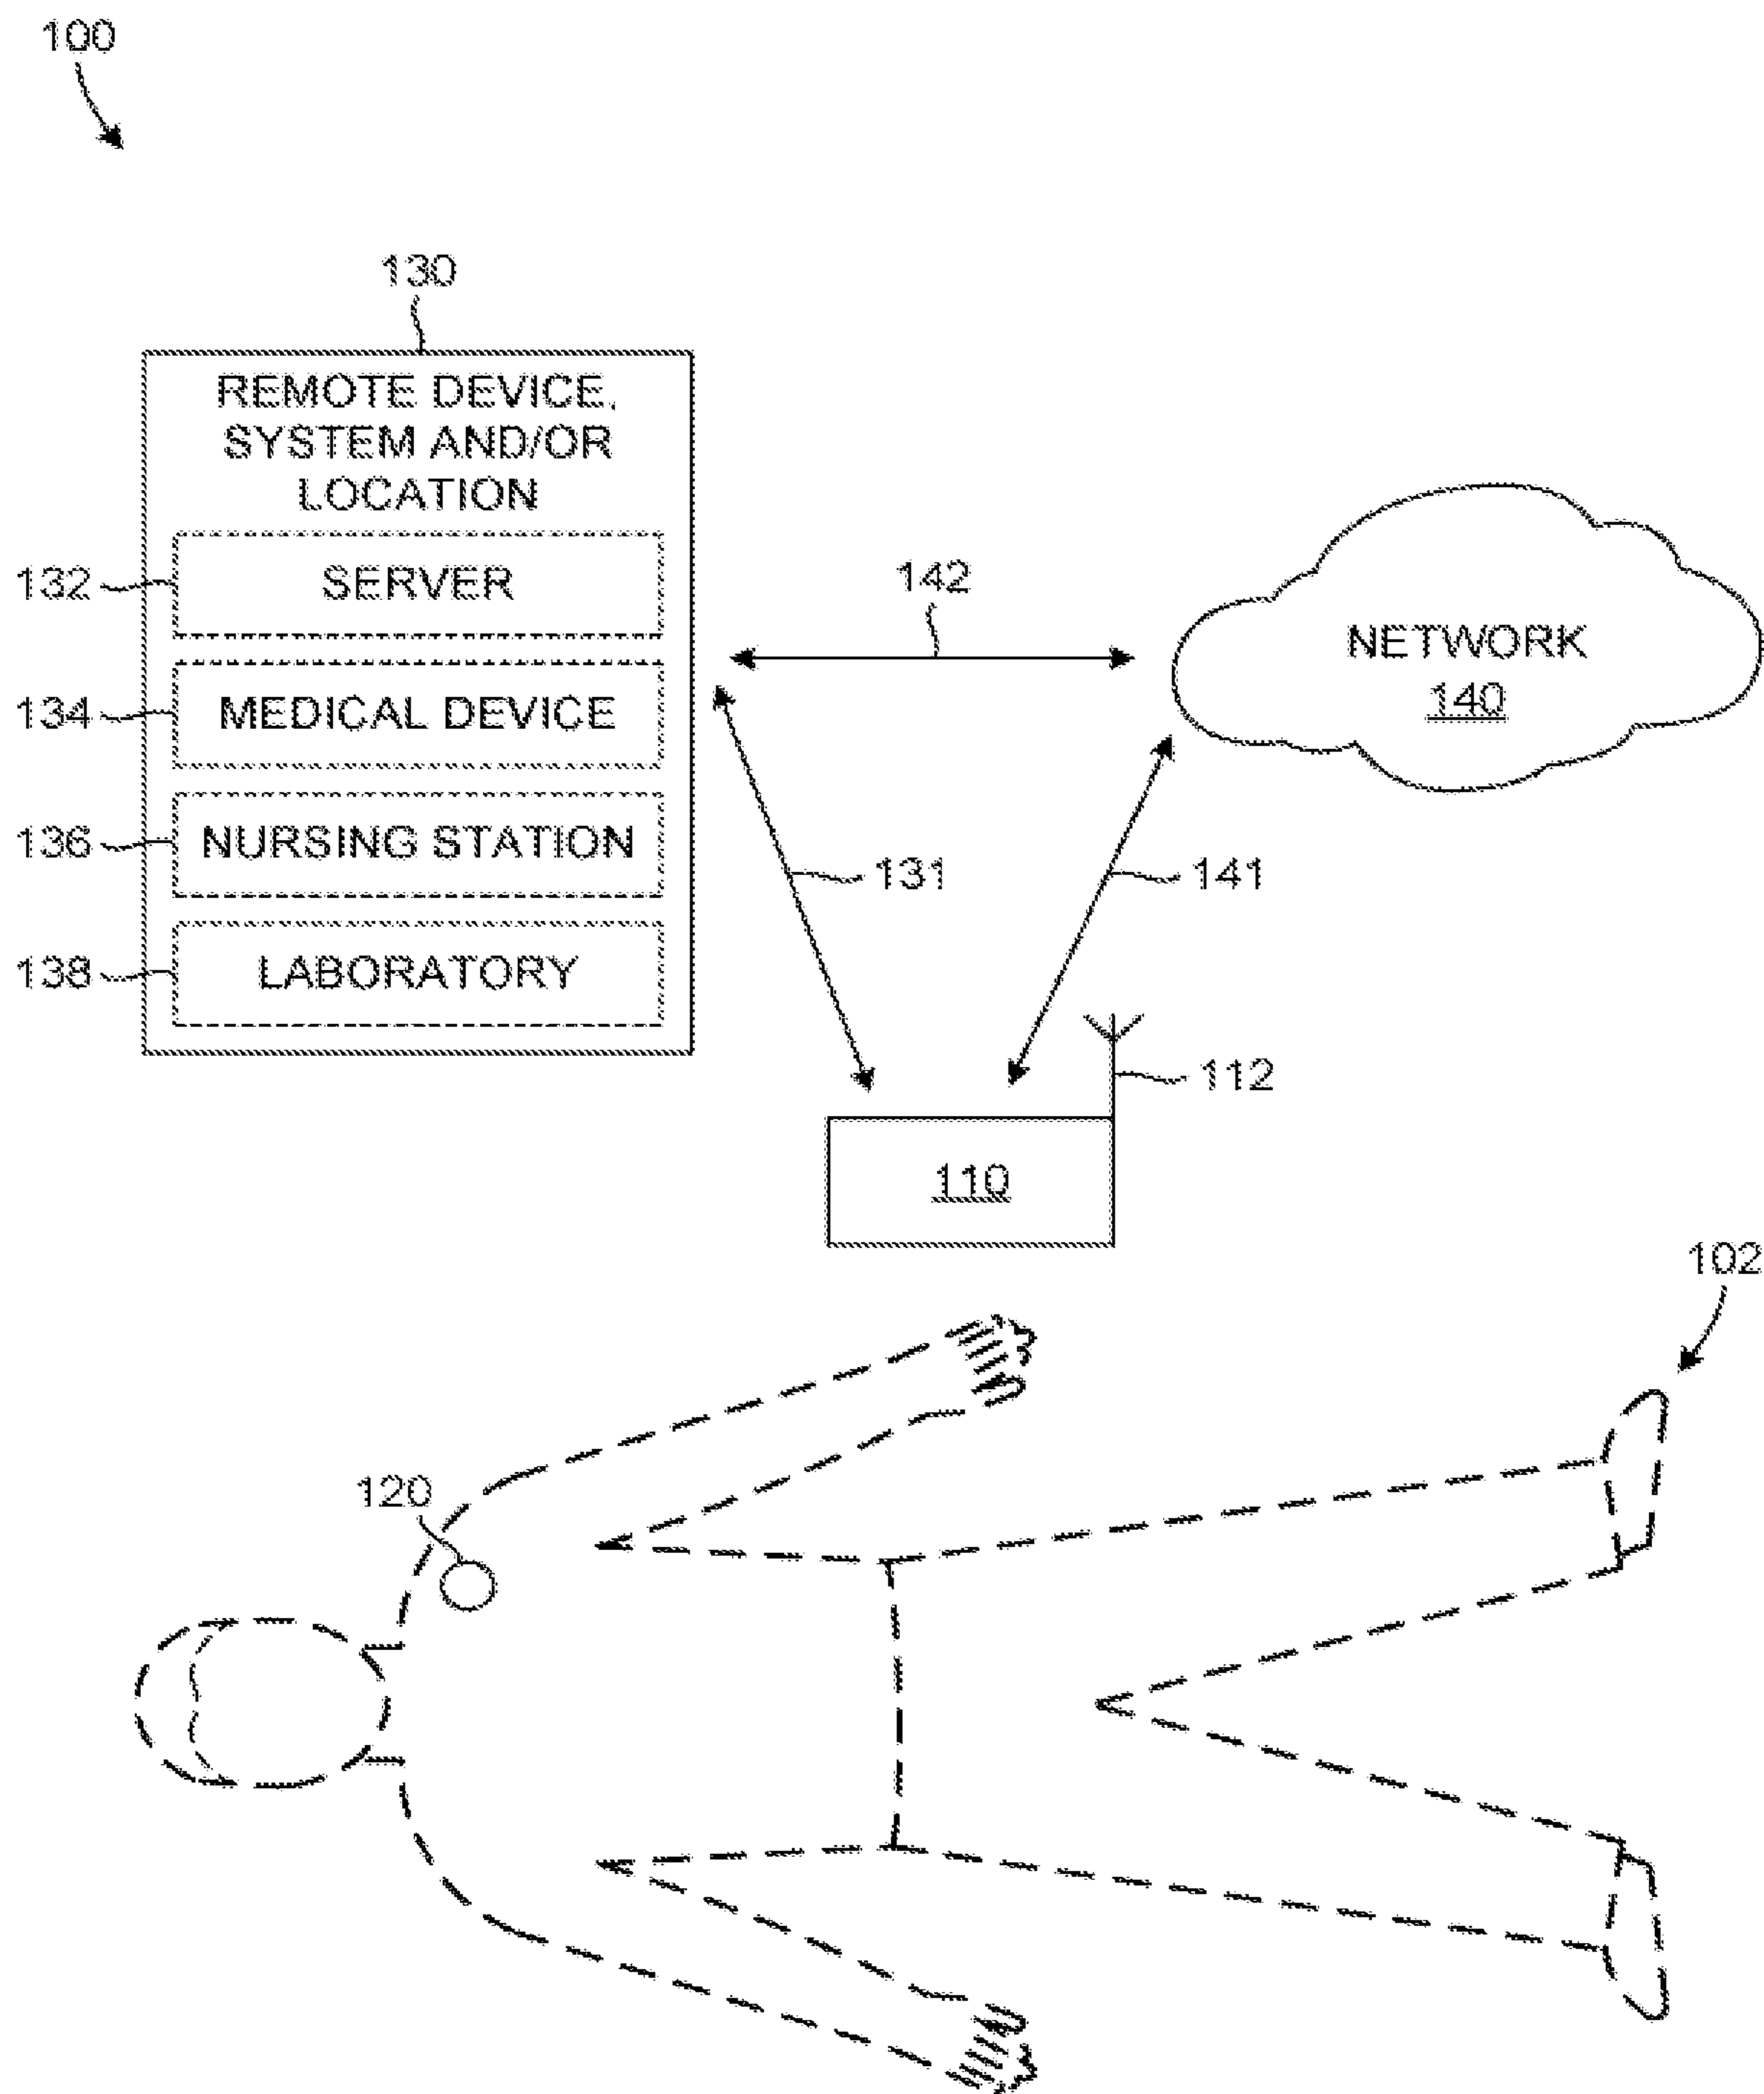 100
130
REMOTE DEVICE,
SYSTEM AND/OR
LOCATION
132
SERVER
134
MEDICAL DEVICE
136
NURSING STATION
138
LABORATORY
142
NETWORK
140
131
141
112
110
102
120